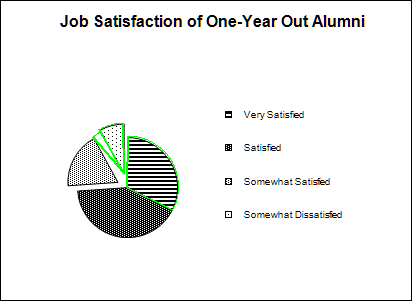 Job Satisfaction of One-Year Out Alumni
Very Satisfied
Satisfied
Somewhat Satisfied
Somewhat Dissatisfied